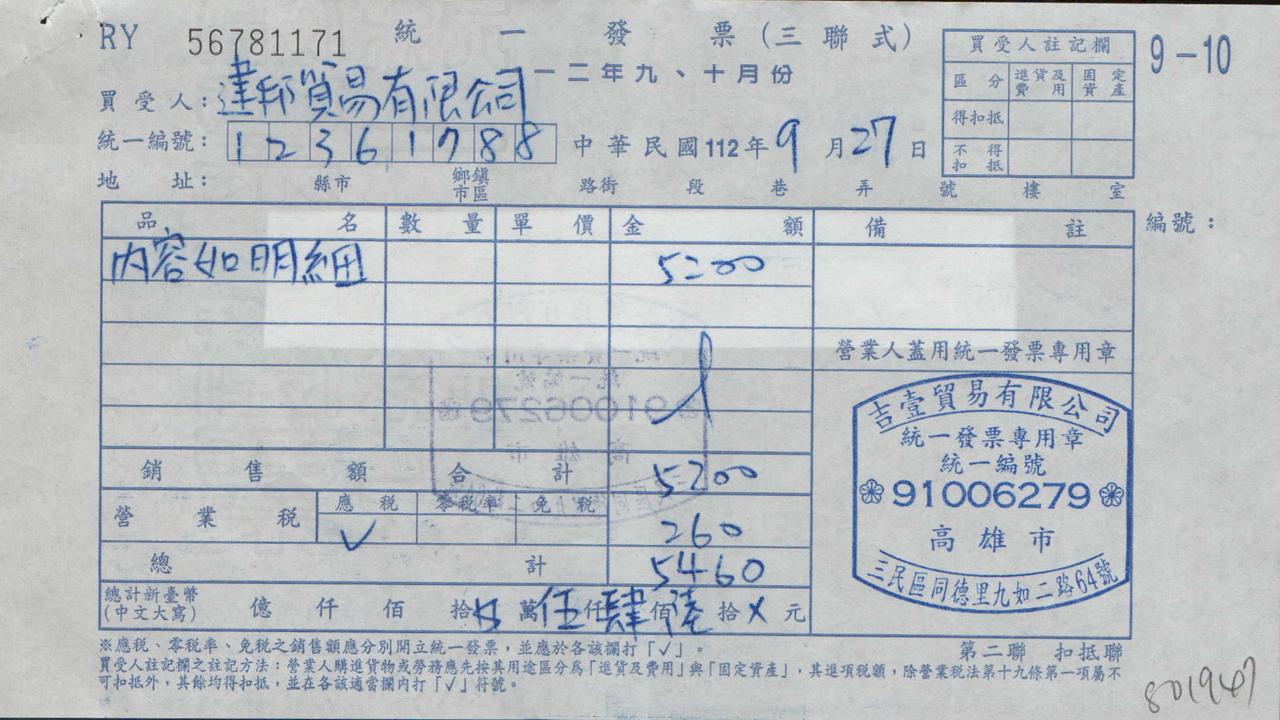 RY 56781171 統一發票(三聯式)
一一二年九、十月份
9-10
買受人註記欄
區分 進貨及費用 固定資產
得扣抵
不得扣抵
買受人:建邦貿易有限公司
統一編號:12361788 中華民國112年9月27日
地址: 縣市 鄉鎮市區 路街 段 巷 弄 號 樓 室
品名 數量 單價 金額 備註 編號:
內容如明細 5200
營業人蓋用統一發票專用章
吉壹貿易有限公司
統一發票專用章
統一編號
91006279
高雄市
三民區同德里九如二路64號
銷售額合計 5200
營業稅 應稅 零稅率 免稅
✓ 260
總計 5460
總計新臺幣(中文大寫) 億 仟 佰 拾 萬 伍仟肆佰陸拾 元
※應稅、零稅率、免稅之銷售額應分別開立統一發票,並應於各該欄打「✓」。
第二聯 扣抵聯
買受人註記欄之註記方法:營業人購進貨物或勞務應先按其用途區分為「進貨及費用」與「固定資產」,其進項稅額,除營業稅法第十九條第一項屬不
可扣抵外,其餘均得扣抵,並在各該適當欄內打「✓」符號。
801947